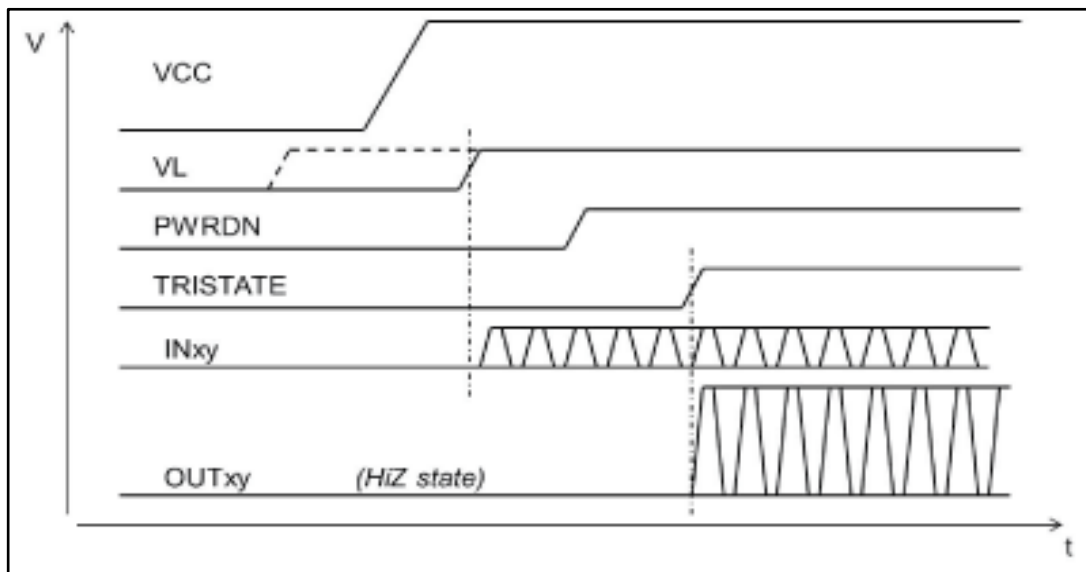 V
VCC
VL
PWRDN
TRISTATE
INxy
OUTxy (HiZ state)
t